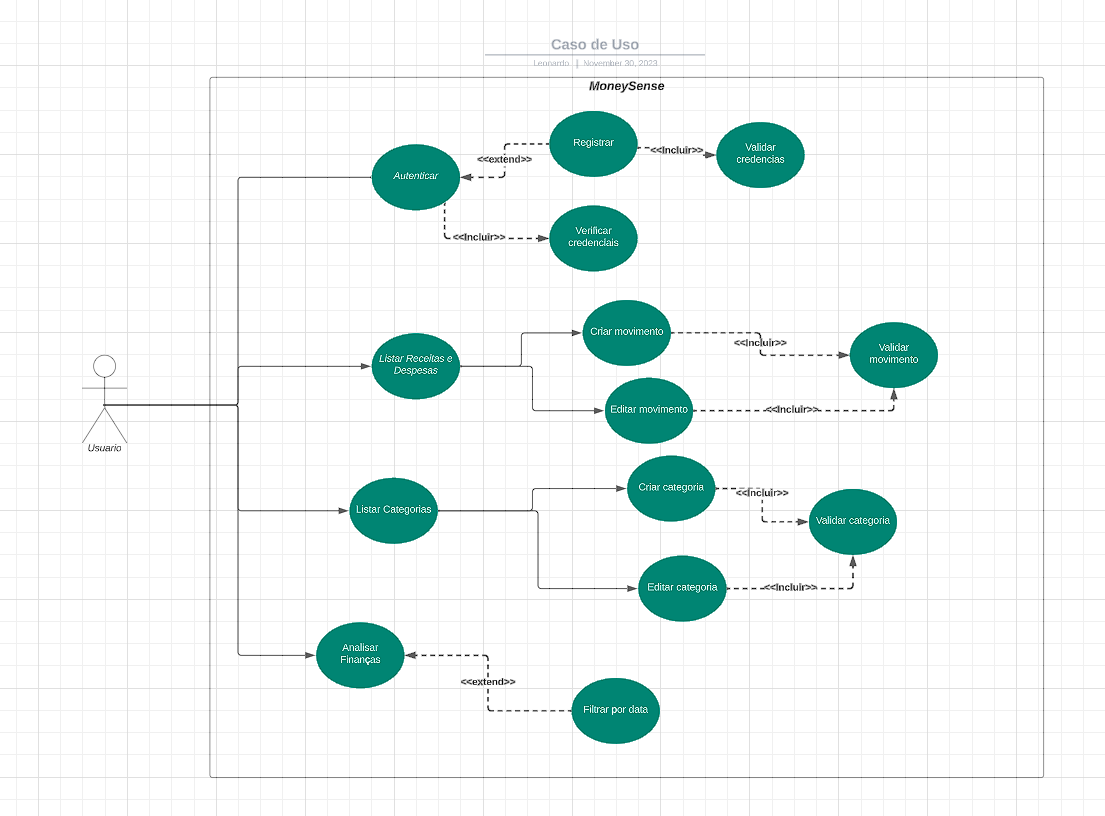 Caso de Uso
Leonardo | November 30, 2023
MoneySense
Registrar
<<Incluir>>
Validar
credencias
<<extend>>
Autenticar
<<Incluir>>
Verificar
credenciais
Criar movimento
<<Incluir>>
Validar
movimento
Listar Receitas e
Despesas
Editar movimento
<<Incluir>>
Usuario
Criar categoria
<<Incluir>>
Listar Categorias
Validar categoria
Editar categoria
<<Incluir>>
Analisar
Finanças
<<extend>>
Filtrar por data